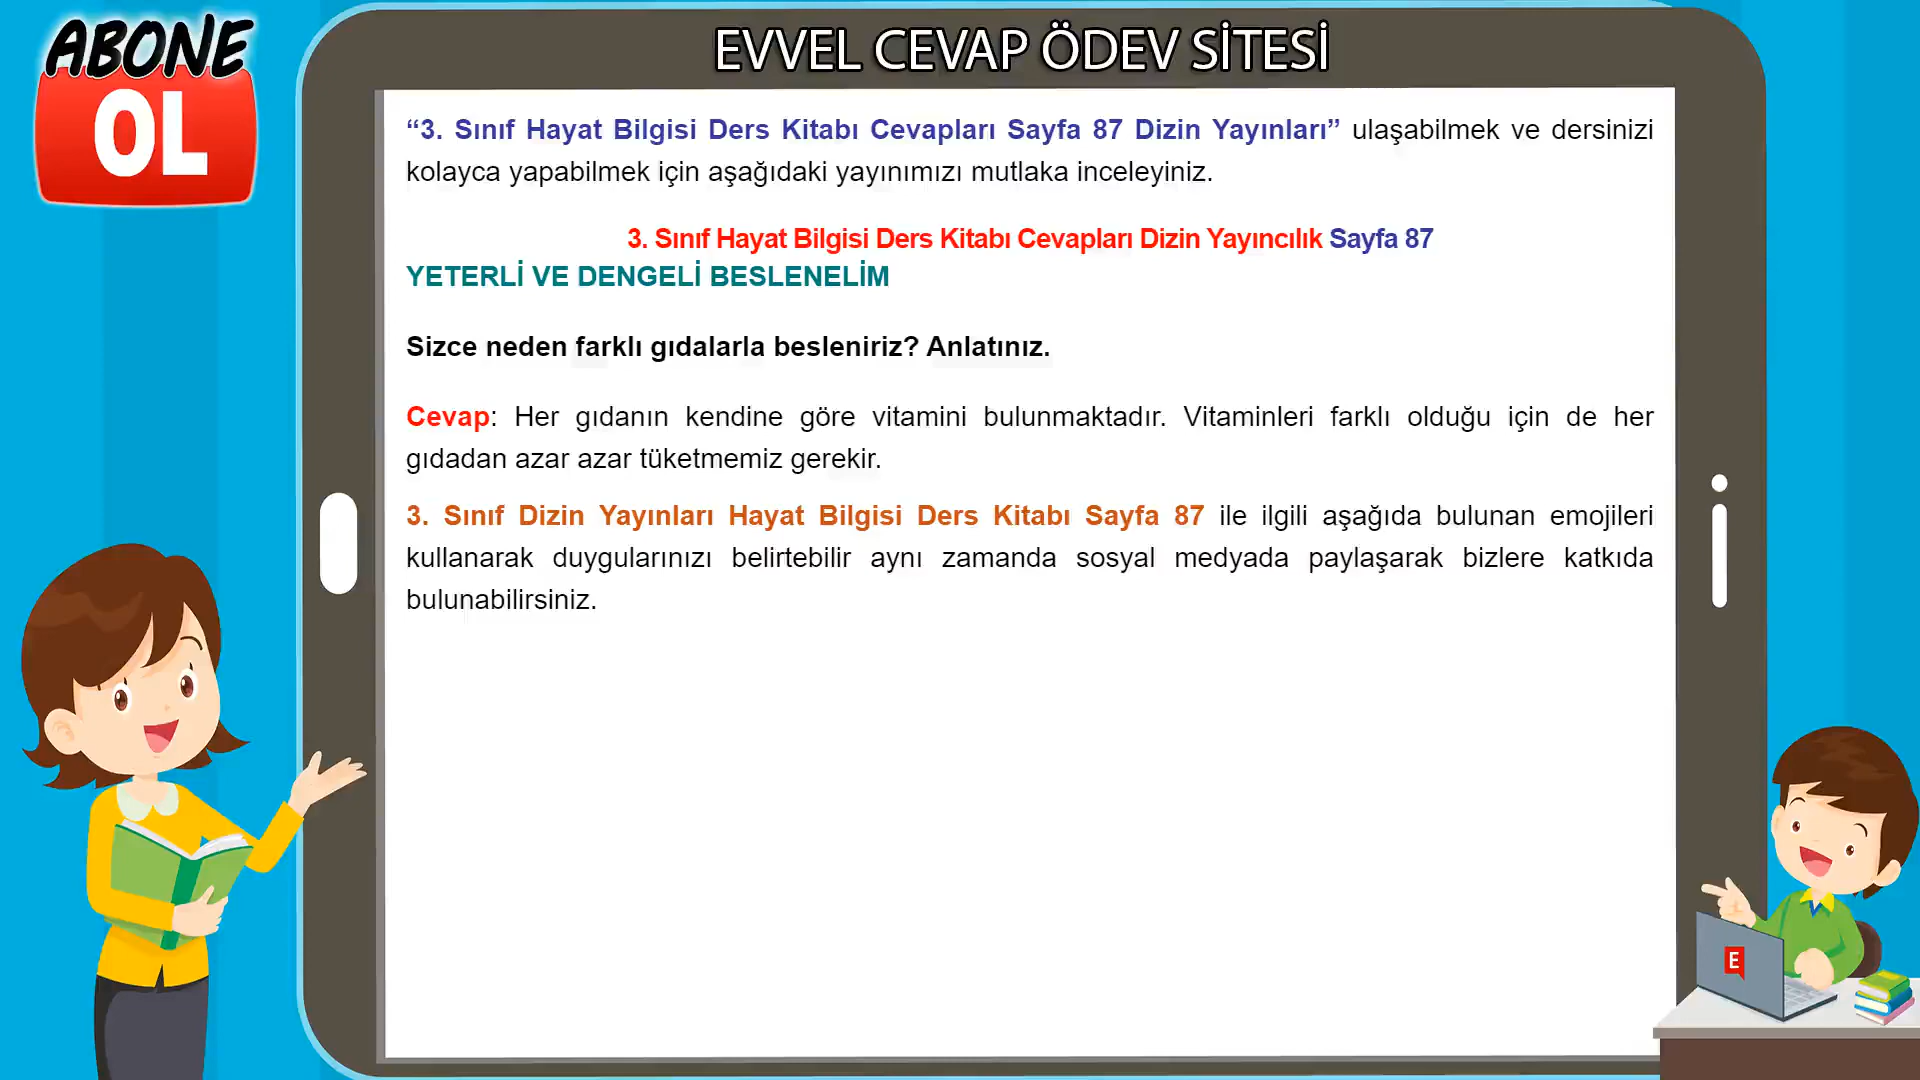 ABONE
OL
EVVEL CEVAP ÖDEV SİTESİ
“3. Sınıf Hayat Bilgisi Ders Kitabı Cevapları Sayfa 87 Dizin Yayınları” ulaşabilmek ve dersinizi
kolayca yapabilmek için aşağıdaki yayınımızı mutlaka inceleyiniz.
3. Sınıf Hayat Bilgisi Ders Kitabı Cevapları Dizin Yayıncılık Sayfa 87
YETERLİ VE DENGELİ BESLENELİM
Sizce neden farklı gıdalarla besleniriz? Anlatınız.
Cevap: Her gıdanın kendine göre vitamini bulunmaktadır. Vitaminleri farklı olduğu için de her
gıdadan azar azar tüketmemiz gerekir.
3. Sınıf Dizin Yayınları Hayat Bilgisi Ders Kitabı Sayfa 87 ile ilgili aşağıda bulunan emojileri
kullanarak duygularınızı belirtebilir aynı zamanda sosyal medyada paylaşarak bizlere katkıda
bulunabilirsiniz.
E